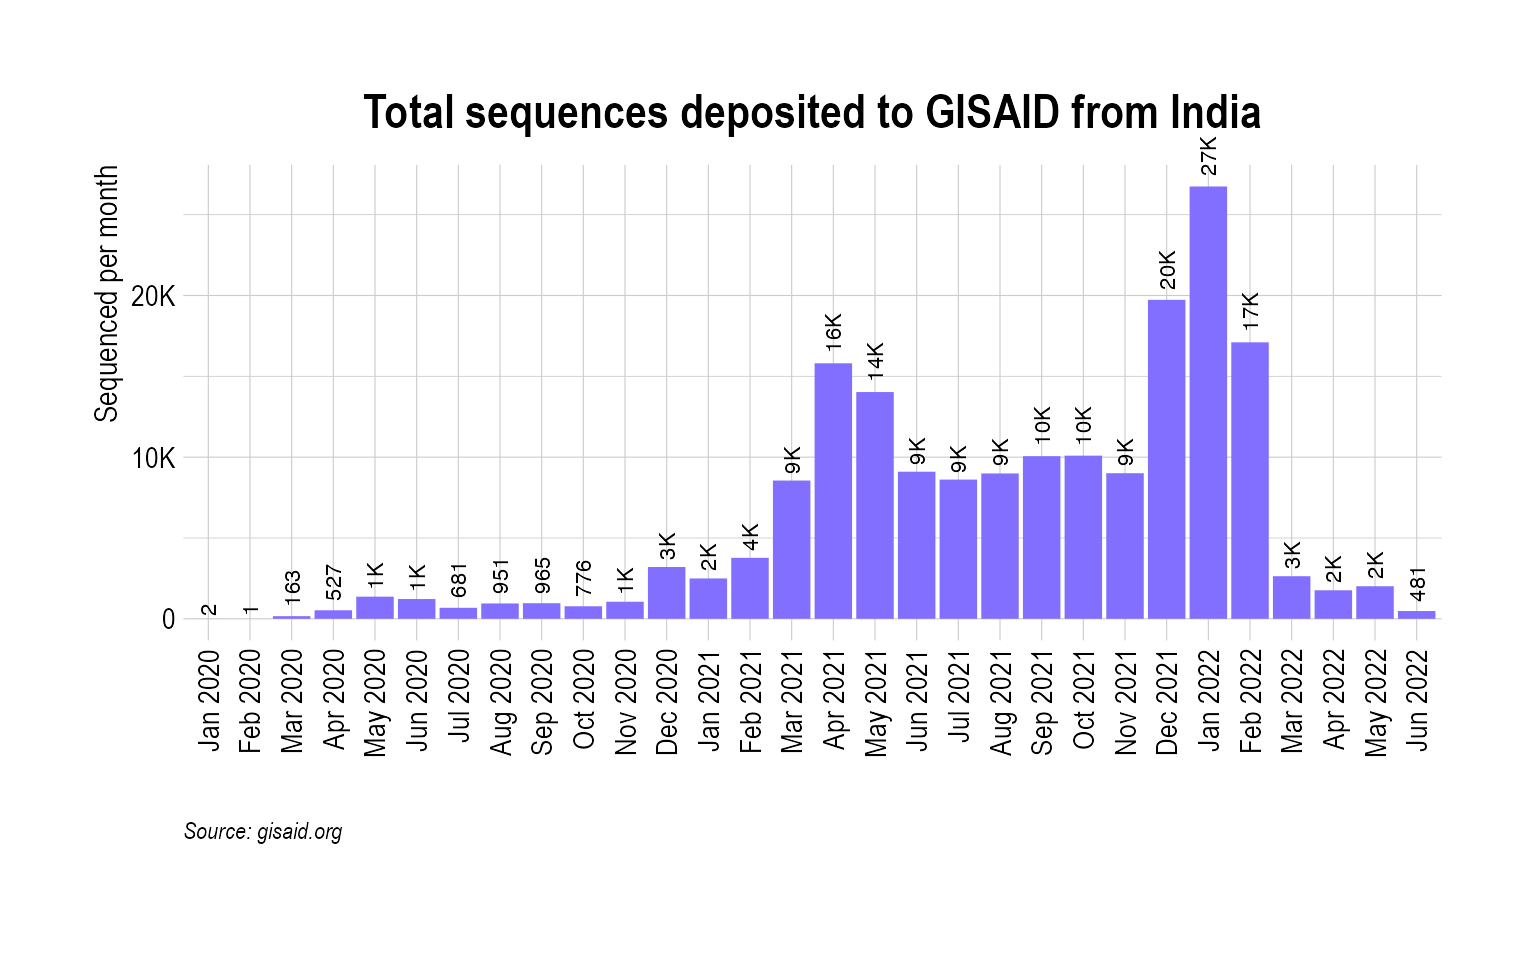 Total sequences deposited to GISAID from India
Sequenced per month
20K
10K
0
2
1
163
527
1K
1K
681
951
965
776
1K
3K
2K
4K
9K
16K
14K
9K
9K
9K
10K
10K
9K
20K
27K
17K
3K
2K
2K
481
Jan 2020
Feb 2020
Mar 2020
Apr 2020
May 2020
Jun 2020
Jul 2020
Aug 2020
Sep 2020
Oct 2020
Nov 2020
Dec 2020
Jan 2021
Feb 2021
Mar 2021
Apr 2021
May 2021
Jun 2021
Jul 2021
Aug 2021
Sep 2021
Oct 2021
Nov 2021
Dec 2021
Jan 2022
Feb 2022
Mar 2022
Apr 2022
May 2022
Jun 2022
Source: gisaid.org